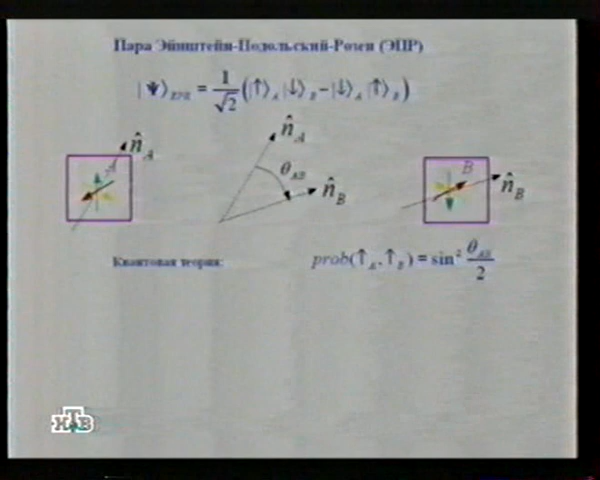 Пара Эйнштейн-Подольский-Розен (ЭПР)
|Ψ⟩_EPR = 1/√2 (|↑⟩_A |↓⟩_B − |↓⟩_A |↑⟩_B)
n̂_A
n̂_A
A
θ_AB
B
n̂_B
n̂_B
Квантовая теория:
prob(↑_A, ↑_B) = sin² θ_AB/2
НТВ